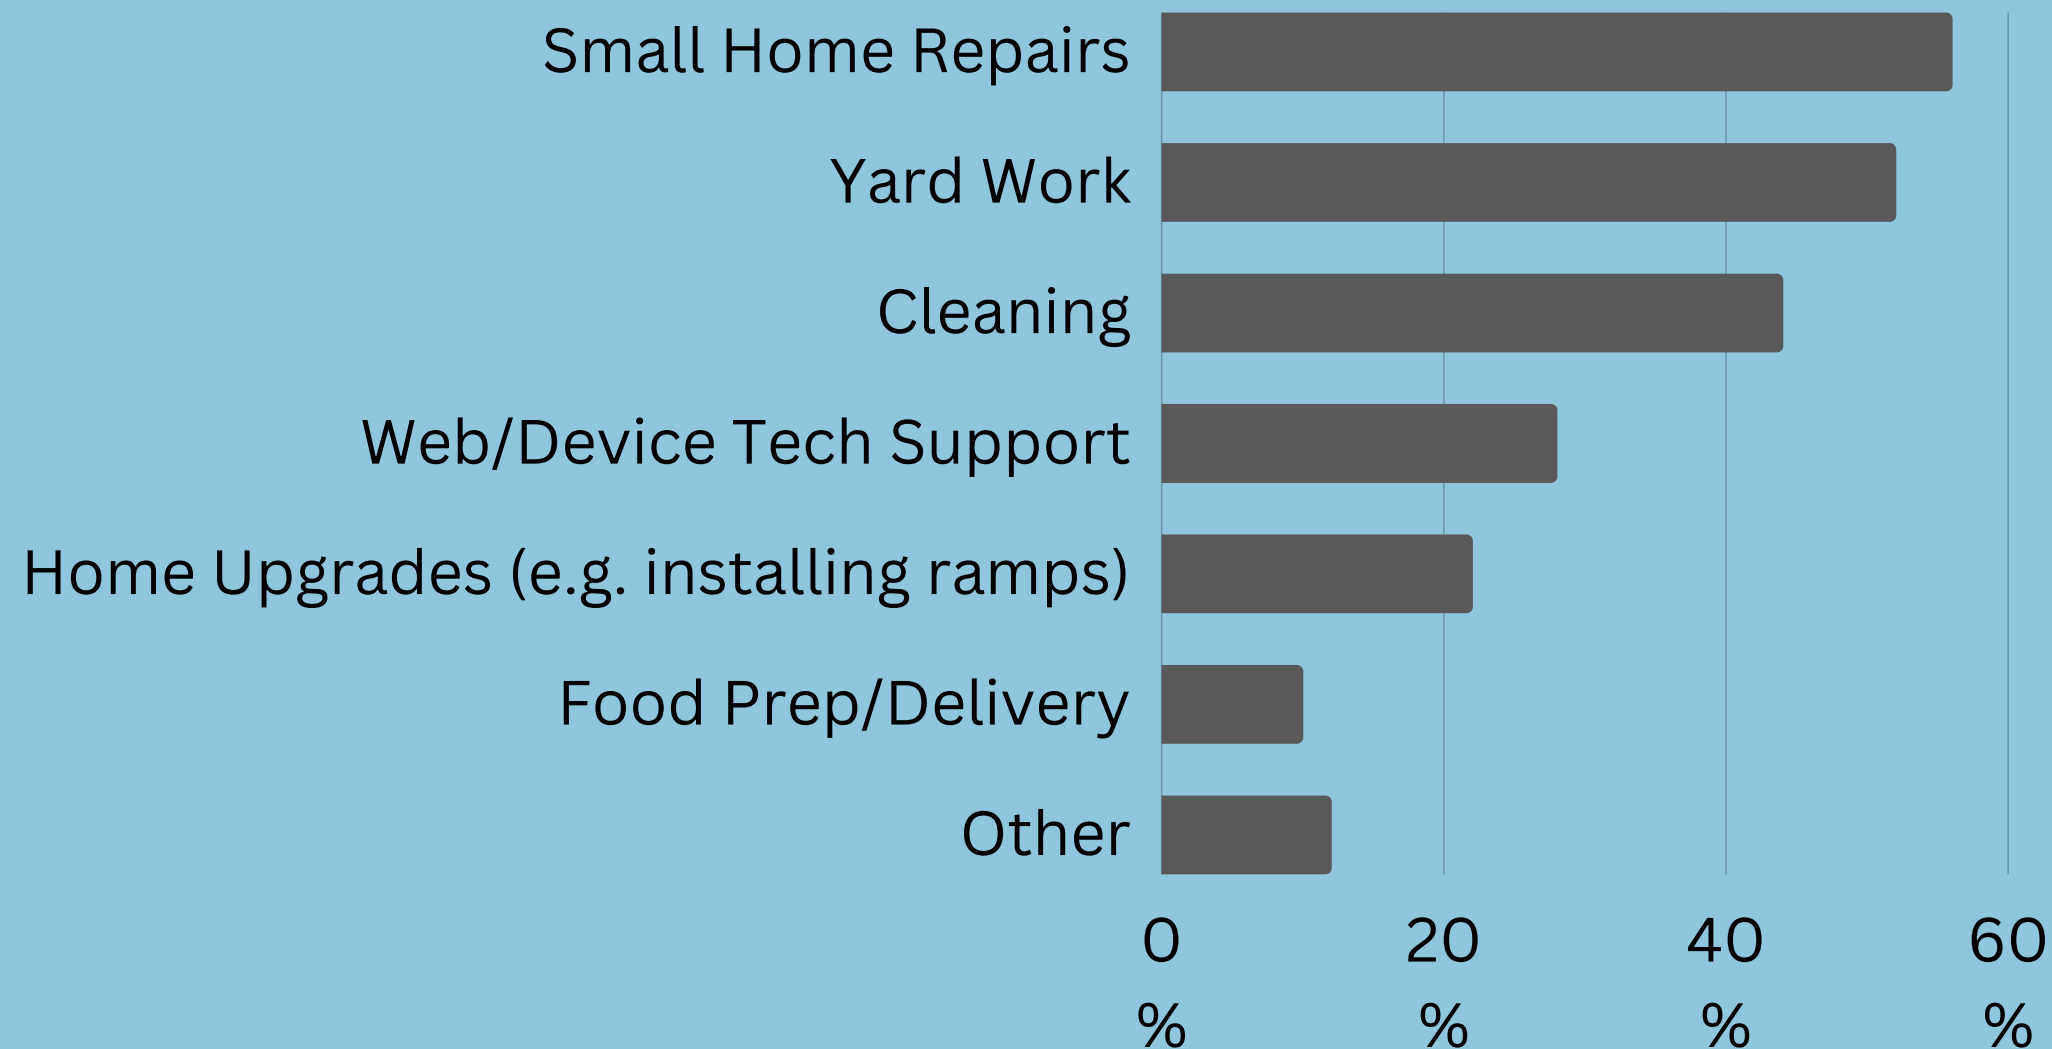 Small Home Repairs
Yard Work
Cleaning
Web/Device Tech Support
Home Upgrades (e.g. installing ramps)
Food Prep/Delivery
Other
0 20 40 60
% % % %